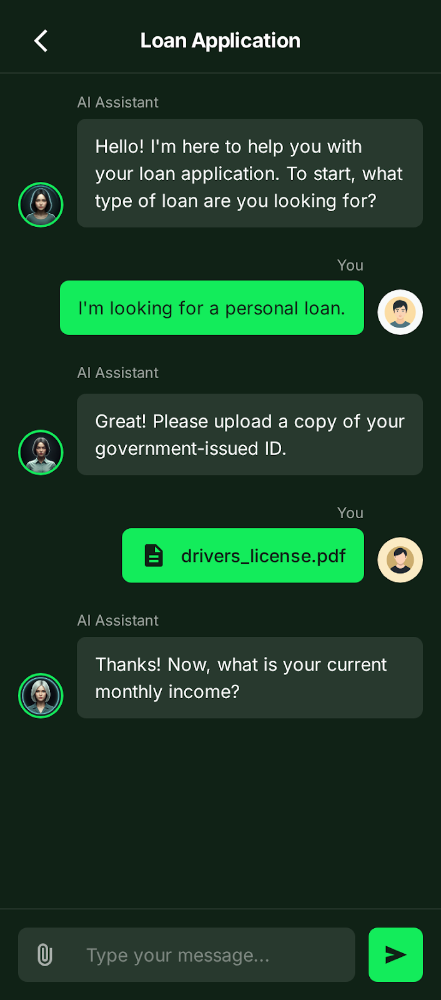 Loan Application
AI Assistant
Hello! I'm here to help you with
your loan application. To start, what
type of loan are you looking for?
You
I'm looking for a personal loan.
AI Assistant
Great! Please upload a copy of your
government-issued ID.
You
drivers_license.pdf
AI Assistant
Thanks! Now, what is your current
monthly income?
Type your message...